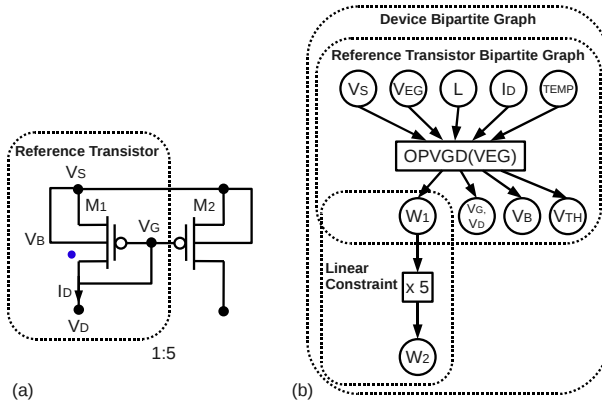 Device Bipartite Graph
Reference Transistor Bipartite Graph
VS VEG L ID TEMP
OPVGD(VEG)
W1 VG, VD VB VTH
Linear Constraint
x 5
W2
(b)
Reference Transistor
VS
M1 VG M2
VB
ID
VD
1:5
(a)